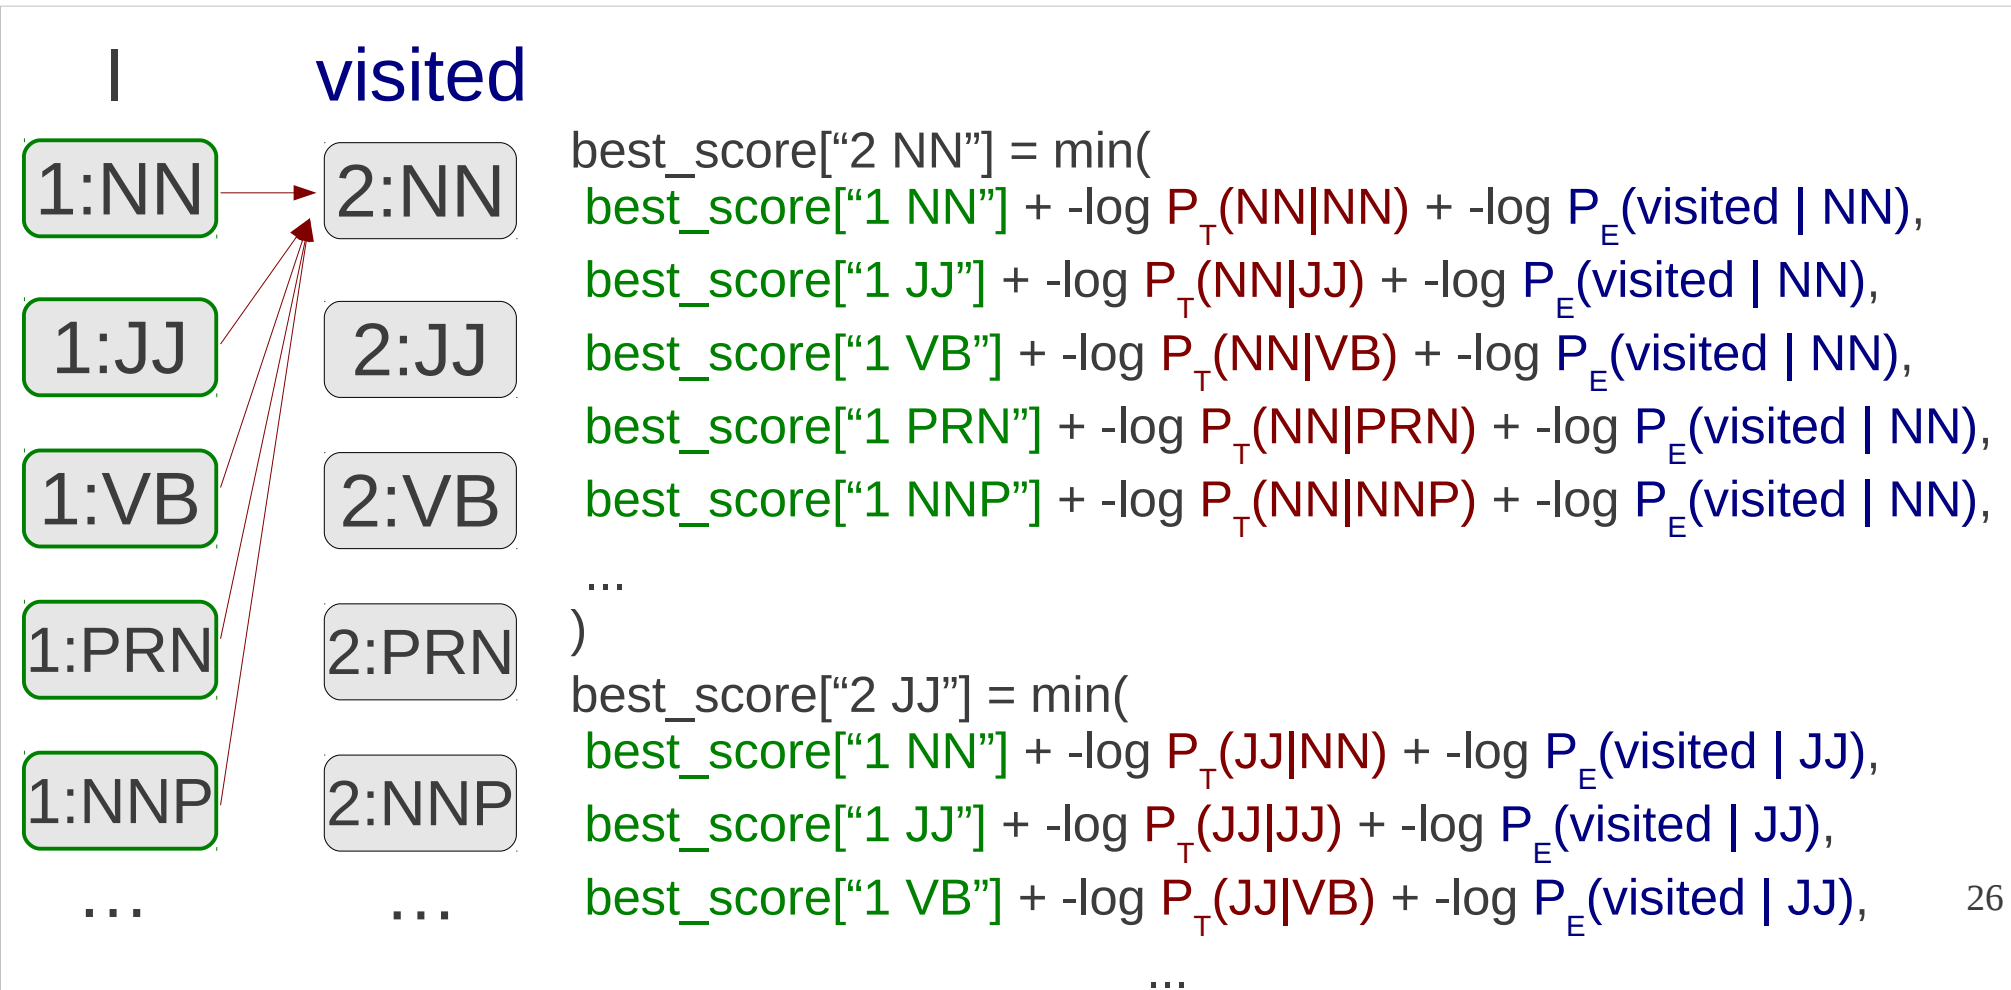 I visited
1:NN 2:NN
1:JJ 2:JJ
1:VB 2:VB
1:PRN 2:PRN
1:NNP 2:NNP
... ...
best_score[“2 NN”] = min(
best_score[“1 NN”] + -log P_T(NN|NN) + -log P_E(visited | NN),
best_score[“1 JJ”] + -log P_T(NN|JJ) + -log P_E(visited | NN),
best_score[“1 VB”] + -log P_T(NN|VB) + -log P_E(visited | NN),
best_score[“1 PRN”] + -log P_T(NN|PRN) + -log P_E(visited | NN),
best_score[“1 NNP”] + -log P_T(NN|NNP) + -log P_E(visited | NN),
...
)
best_score[“2 JJ”] = min(
best_score[“1 NN”] + -log P_T(JJ|NN) + -log P_E(visited | JJ),
best_score[“1 JJ”] + -log P_T(JJ|JJ) + -log P_E(visited | JJ),
best_score[“1 VB”] + -log P_T(JJ|VB) + -log P_E(visited | JJ),
...
26